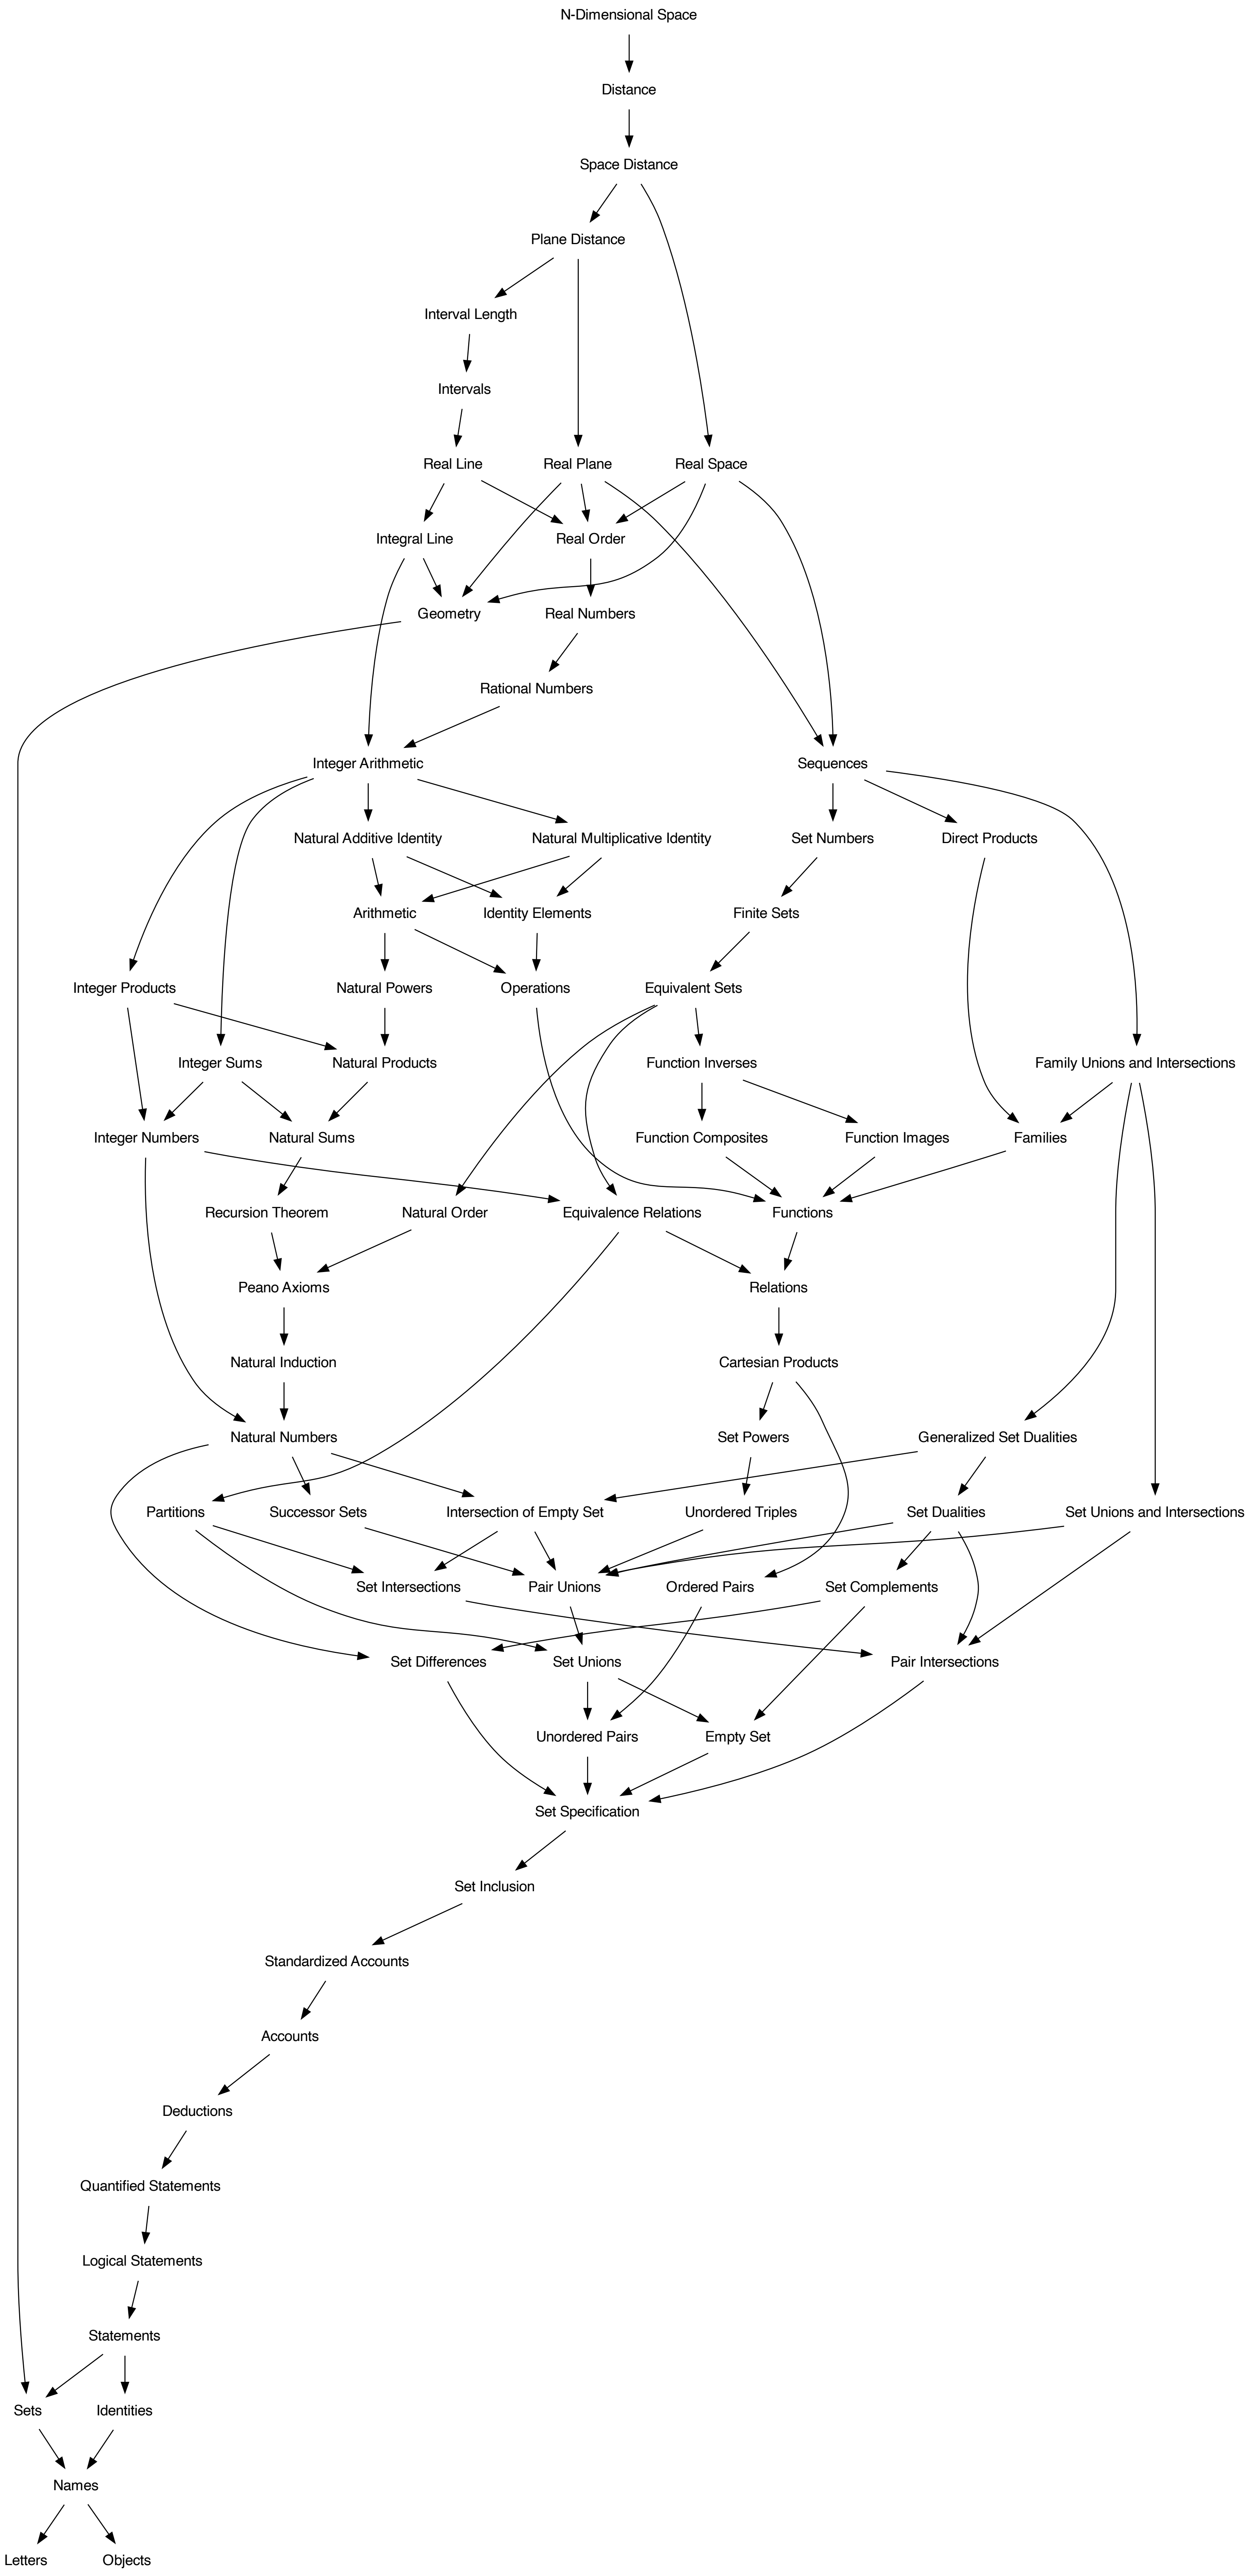 N-Dimensional Space
Distance
Space Distance
Plane Distance
Interval Length
Intervals
Real Line
Real Plane
Real Space
Integral Line
Real Order
Geometry
Real Numbers
Rational Numbers
Integer Arithmetic
Sequences
Natural Additive Identity
Natural Multiplicative Identity
Set Numbers
Direct Products
Arithmetic
Identity Elements
Finite Sets
Integer Products
Natural Powers
Operations
Equivalent Sets
Integer Sums
Natural Products
Function Inverses
Family Unions and Intersections
Integer Numbers
Natural Sums
Function Composites
Function Images
Families
Recursion Theorem
Natural Order
Equivalence Relations
Functions
Peano Axioms
Relations
Natural Induction
Cartesian Products
Natural Numbers
Set Powers
Generalized Set Dualities
Partitions
Successor Sets
Intersection of Empty Set
Unordered Triples
Set Dualities
Set Unions and Intersections
Set Intersections
Pair Unions
Ordered Pairs
Set Complements
Set Differences
Set Unions
Pair Intersections
Unordered Pairs
Empty Set
Set Specification
Set Inclusion
Standardized Accounts
Accounts
Deductions
Quantified Statements
Logical Statements
Statements
Sets
Identities
Names
Letters
Objects